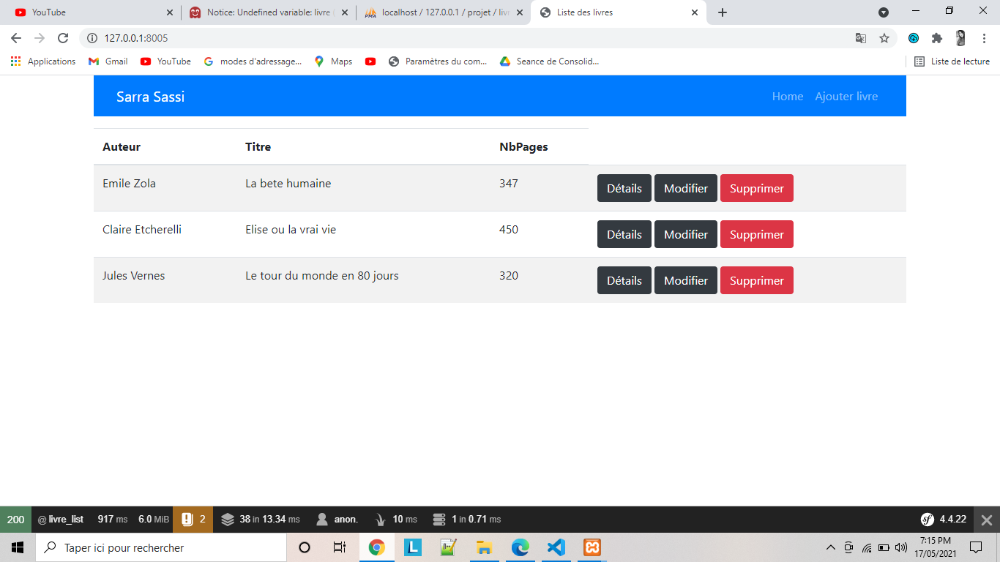 YouTube
Notice: Undefined variable: livre
localhost / 127.0.0.1 / projet / livr
Liste des livres
127.0.0.1:8005
Applications
Gmail
YouTube
modes d'adressage...
Maps
Paramètres du com...
Seance de Consolid...
Liste de lecture
Sarra Sassi
Home
Ajouter livre
Auteur Titre NbPages
Emile Zola La bete humaine 347 Détails Modifier Supprimer
Claire Etcherelli Elise ou la vrai vie 450 Détails Modifier Supprimer
Jules Vernes Le tour du monde en 80 jours 320 Détails Modifier Supprimer
200 @ livre_list 917 ms 6.0 MiB 2 38 in 13.34 ms anon. 10 ms 1 in 0.71 ms 4.4.22
Taper ici pour rechercher
7:15 PM
17/05/2021